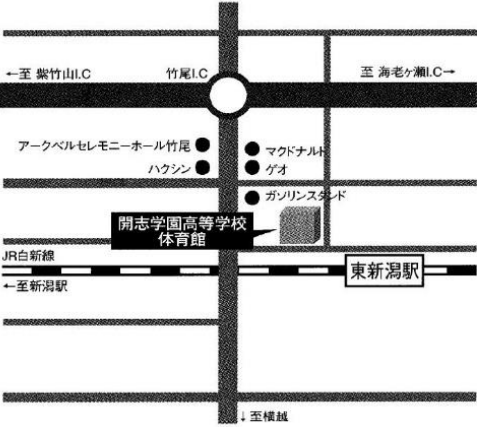 ←至 紫竹山I.C
竹尾I.C
至 海老ヶ瀬I.C→
アークベルセレモニーホール竹尾
マクドナルド
ハクシン
ゲオ
ガソリンスタンド
開志学園高等学校
体育館
JR白新線
東新潟駅
←至新潟駅
↓至横越